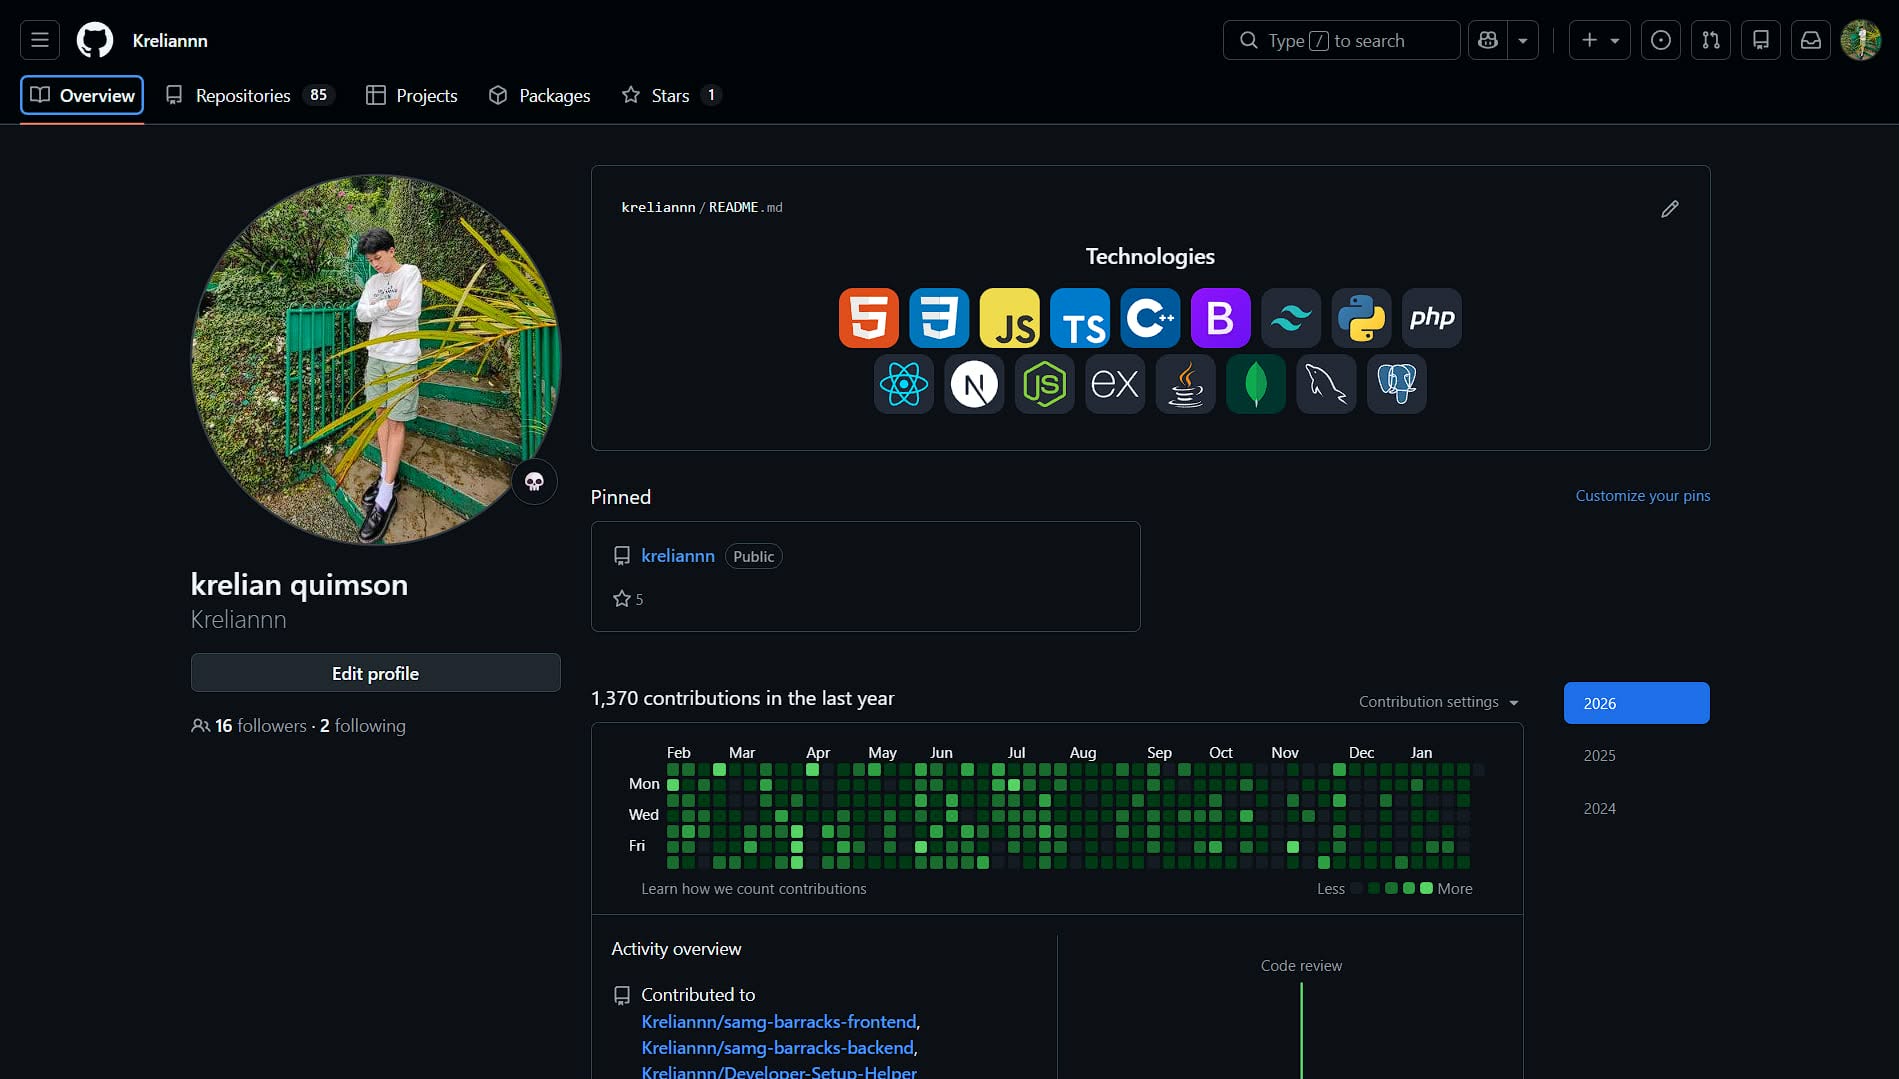 Kreliannn
Type / to search
Overview
Repositories 85
Projects
Packages
Stars 1
kreliannn / README.md
Technologies
JS
TS
C++
B
php
N
JS
ex
krelian quimson
Kreliannn
Edit profile
16 followers · 2 following
Pinned
Customize your pins
kreliannn Public
5
1,370 contributions in the last year
Contribution settings
2026
2025
2024
Feb Mar Apr May Jun Jul Aug Sep Oct Nov Dec Jan
Mon
Wed
Fri
Learn how we count contributions
Less More
Activity overview
Contributed to
Kreliannn/samg-barracks-frontend,
Kreliannn/samg-barracks-backend,
Kreliannn/Developer-Setup-Helper
Code review